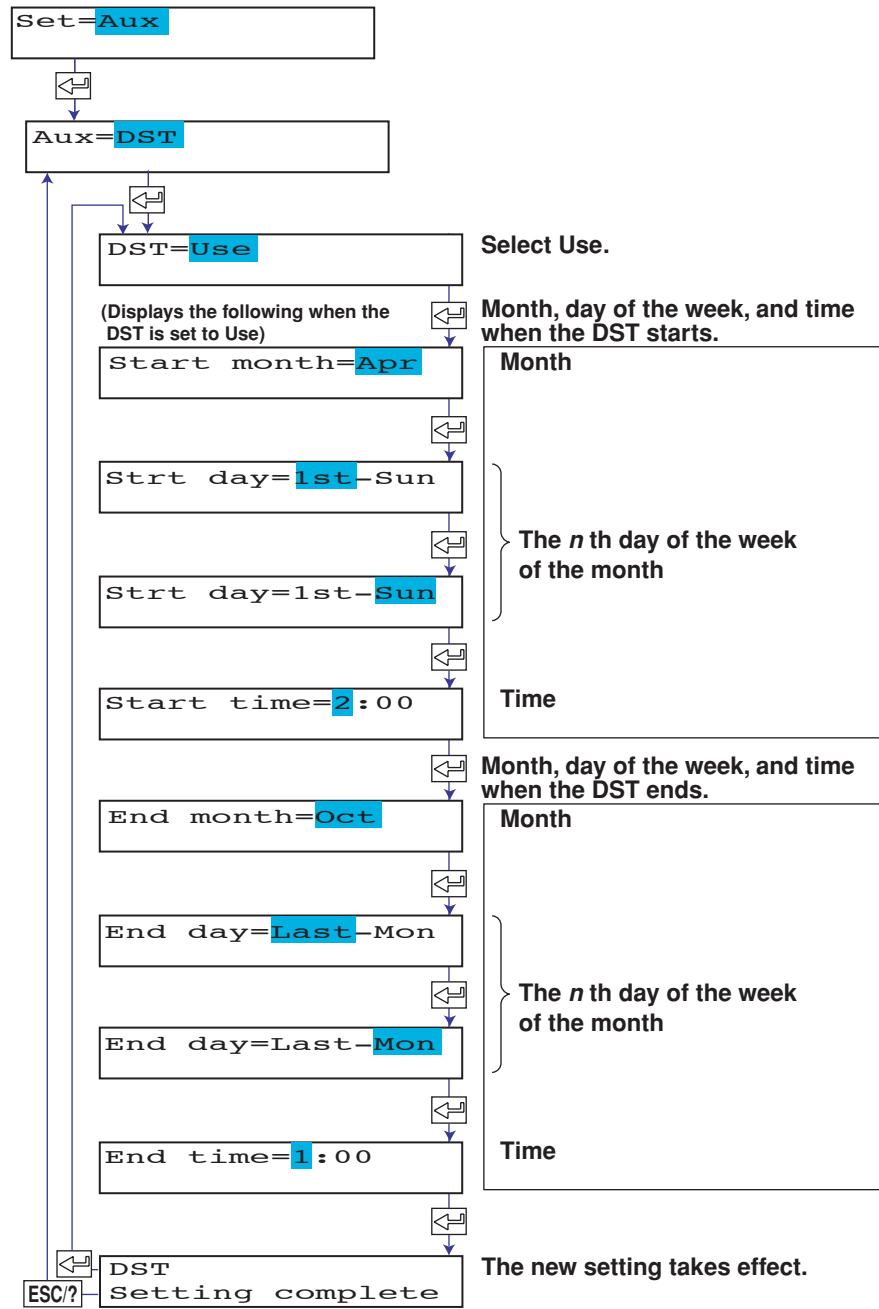 Set=Aux
Aux=DST
DST=Use
Select Use.
(Displays the following when the
DST is set to Use)
Month, day of the week, and time
when the DST starts.
Start month=Apr
Month
Strt day=1st-Sun
The n th day of the week
of the month
Strt day=1st-Sun
Start time=2:00
Time
Month, day of the week, and time
when the DST ends.
End month=Oct
Month
End day=Last-Mon
The n th day of the week
of the month
End day=Last-Mon
End time=1:00
Time
DST
Setting complete
The new setting takes effect.
ESC/?